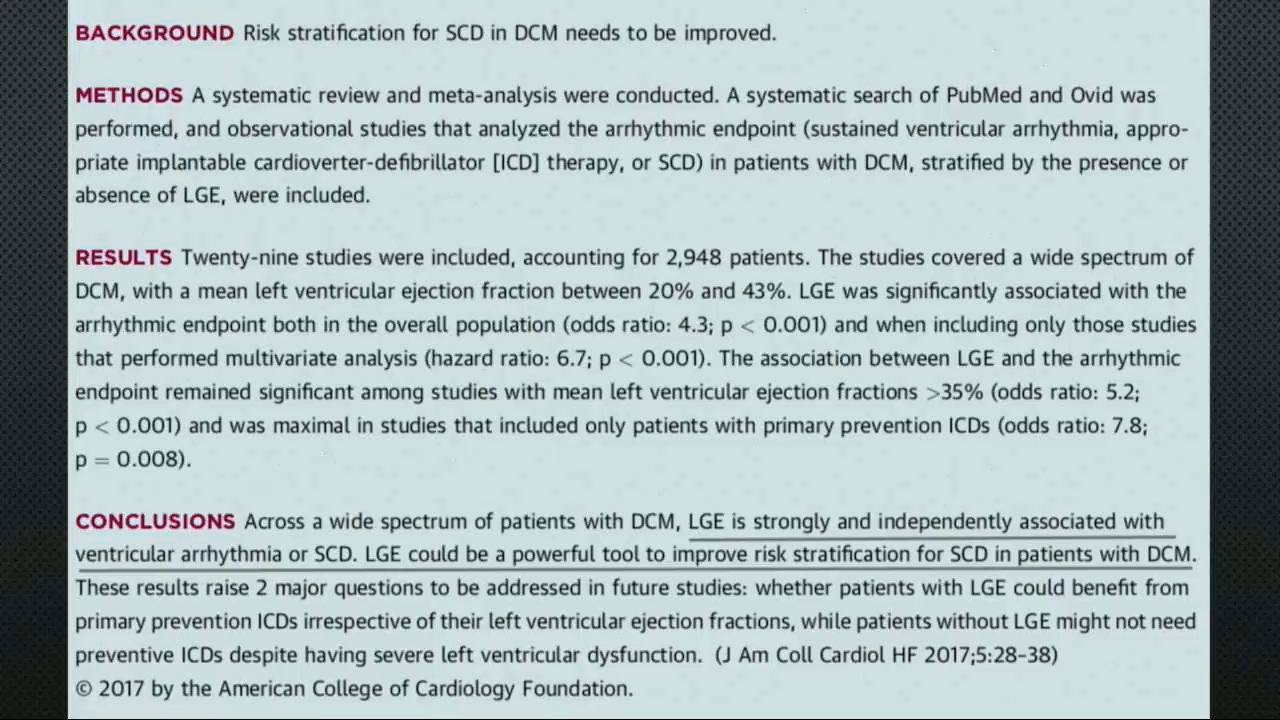 BACKGROUND Risk stratification for SCD in DCM needs to be improved.
METHODS A systematic review and meta-analysis were conducted. A systematic search of PubMed and Ovid was
performed, and observational studies that analyzed the arrhythmic endpoint (sustained ventricular arrhythmia, appro-
priate implantable cardioverter-defibrillator [ICD] therapy, or SCD) in patients with DCM, stratified by the presence or
absence of LGE, were included.
RESULTS Twenty-nine studies were included, accounting for 2,948 patients. The studies covered a wide spectrum of
DCM, with a mean left ventricular ejection fraction between 20% and 43%. LGE was significantly associated with the
arrhythmic endpoint both in the overall population (odds ratio: 4.3; p < 0.001) and when including only those studies
that performed multivariate analysis (hazard ratio: 6.7; p < 0.001). The association between LGE and the arrhythmic
endpoint remained significant among studies with mean left ventricular ejection fractions >35% (odds ratio: 5.2;
p < 0.001) and was maximal in studies that included only patients with primary prevention ICDs (odds ratio: 7.8;
p = 0.008).
CONCLUSIONS Across a wide spectrum of patients with DCM, LGE is strongly and independently associated with
ventricular arrhythmia or SCD. LGE could be a powerful tool to improve risk stratification for SCD in patients with DCM.
These results raise 2 major questions to be addressed in future studies: whether patients with LGE could benefit from
primary prevention ICDs irrespective of their left ventricular ejection fractions, while patients without LGE might not need
preventive ICDs despite having severe left ventricular dysfunction. (J Am Coll Cardiol HF 2017;5:28–38)
© 2017 by the American College of Cardiology Foundation.